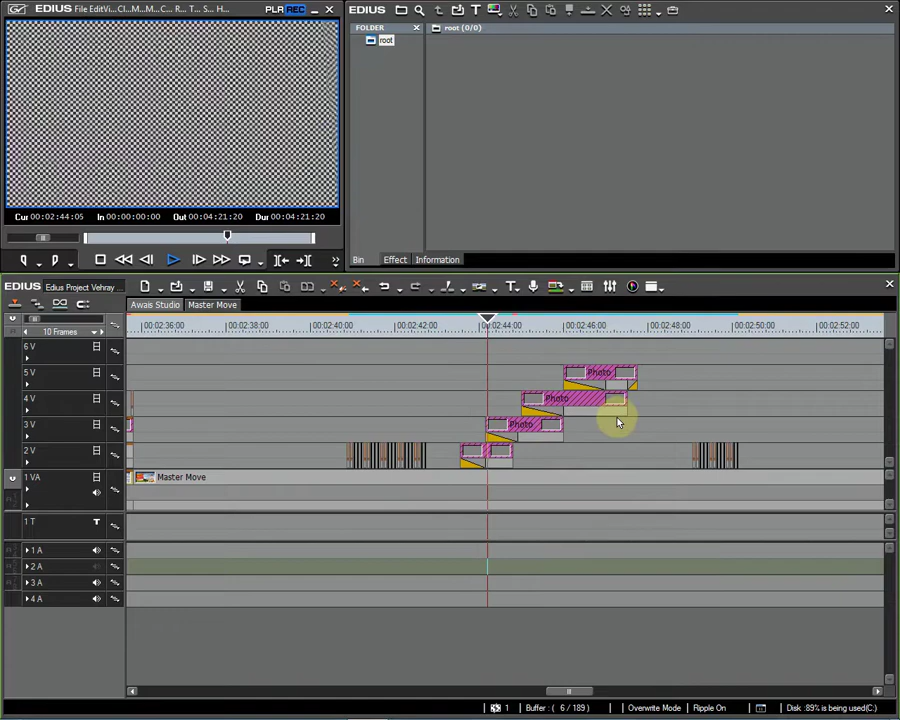 EDIUS File EditVi...Cl...M...M...C... R... T... S... H... PLR REC
Cur 00:02:44:05 In 00:00:00:00 Out 00:04:21:20 Dur 00:04:21:20
EDIUS
FOLDER
root
root (0/0)
Bin Effect Information
EDIUS Edius Project Vehray ...
Awais Studio Master Move
10 Frames
00:02:36:00 00:02:38:00 00:02:40:00 00:02:42:00 00:02:44:00 00:02:46:00 00:02:48:00 00:02:50:00 00:02:52:00
6 V
5 V Photo
4 V Photo
3 V Photo
2 V
1 VA Master Move
1 T T
1 A
2 A
3 A
4 A
1 Buffer : ( 6 / 189 ) Overwrite Mode Ripple On Disk :89% is being used(C:)